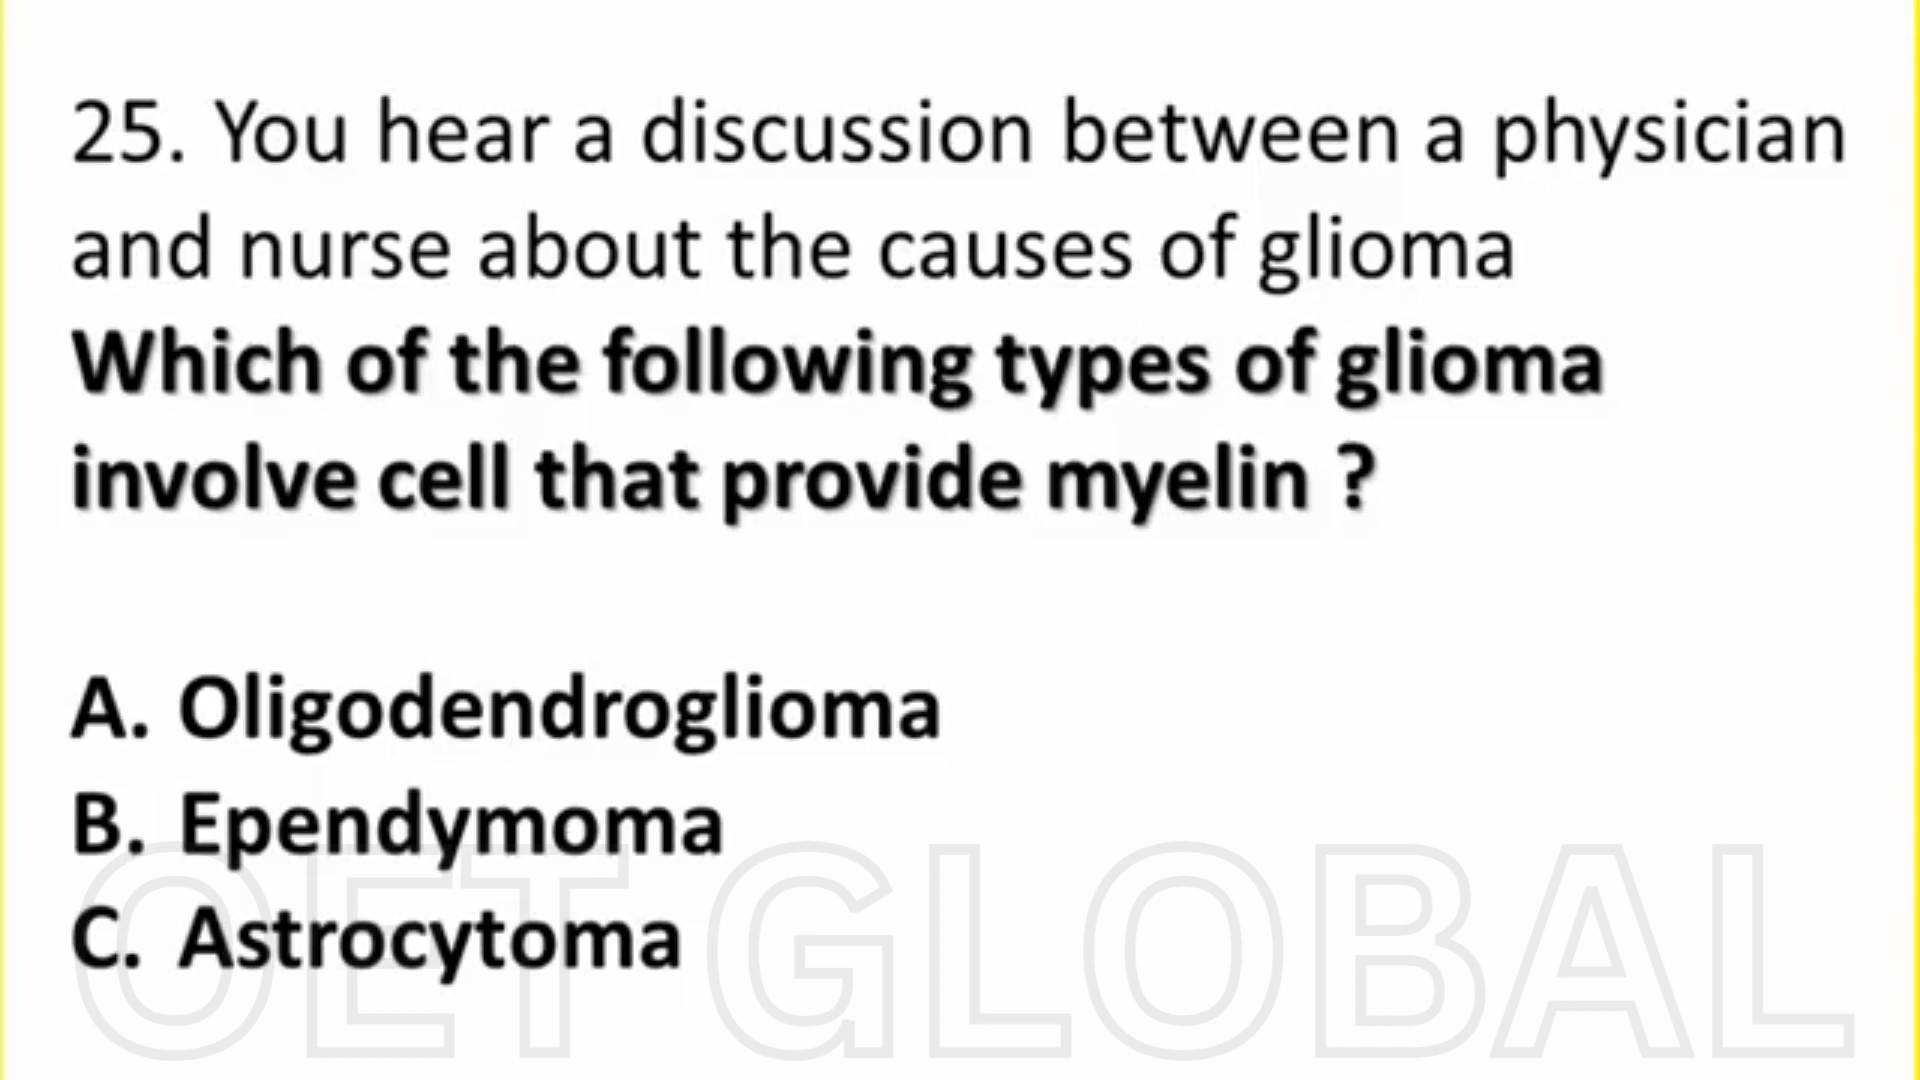 25. You hear a discussion between a physician
and nurse about the causes of glioma
Which of the following types of glioma
involve cell that provide myelin ?
A. Oligodendroglioma
B. Ependymoma
C. Astrocytoma
OET GLOBAL